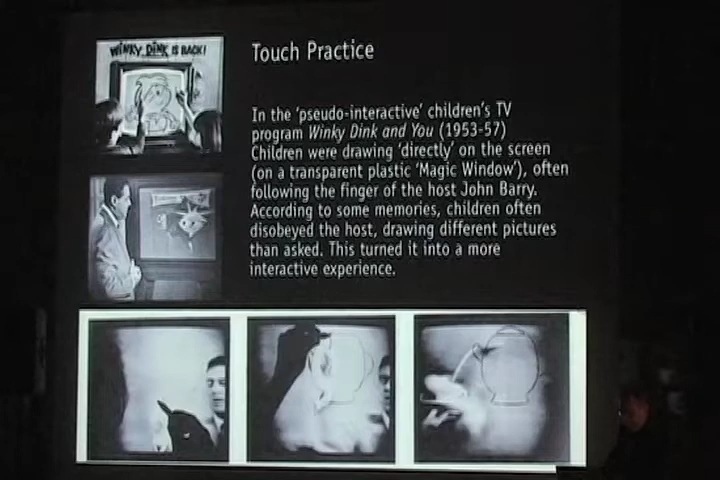 WINKY DINK IS BACK!
Touch Practice
In the 'pseudo-interactive' children's TV
program Winky Dink and You (1953-57)
Children were drawing 'directly' on the screen
(on a transparent plastic 'Magic Window'), often
following the finger of the host John Barry.
According to some memories, children often
disobeyed the host, drawing different pictures
than asked. This turned it into a more
interactive experience.